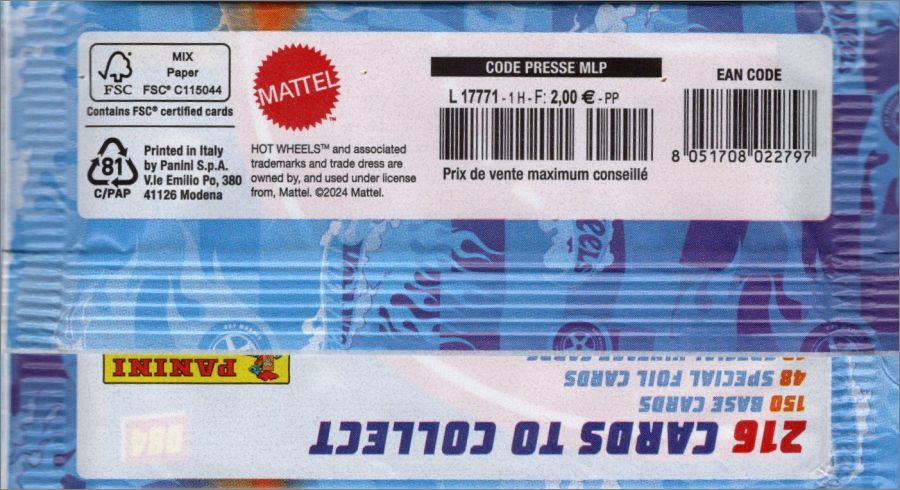 MIX
Paper
FSC
FSC® C115044
Contains FSC® certified cards
81
C/PAP
Printed in Italy
by Panini S.p.A.
V.le Emilio Po, 380
41126 Modena
MATTEL
™
HOT WHEELS™ and associated
trademarks and trade dress are
owned by, and used under license
from, Mattel. ©2024 Mattel.
CODE PRESSE MLP
L 17771 - 1 H - F: 2,00 € - PP
Prix de vente maximum conseillé
EAN CODE
8 051708 022797
216 CARDS TO COLLECT
150 BASE CARDS
48 SPECIAL FOIL CARDS
PANINI